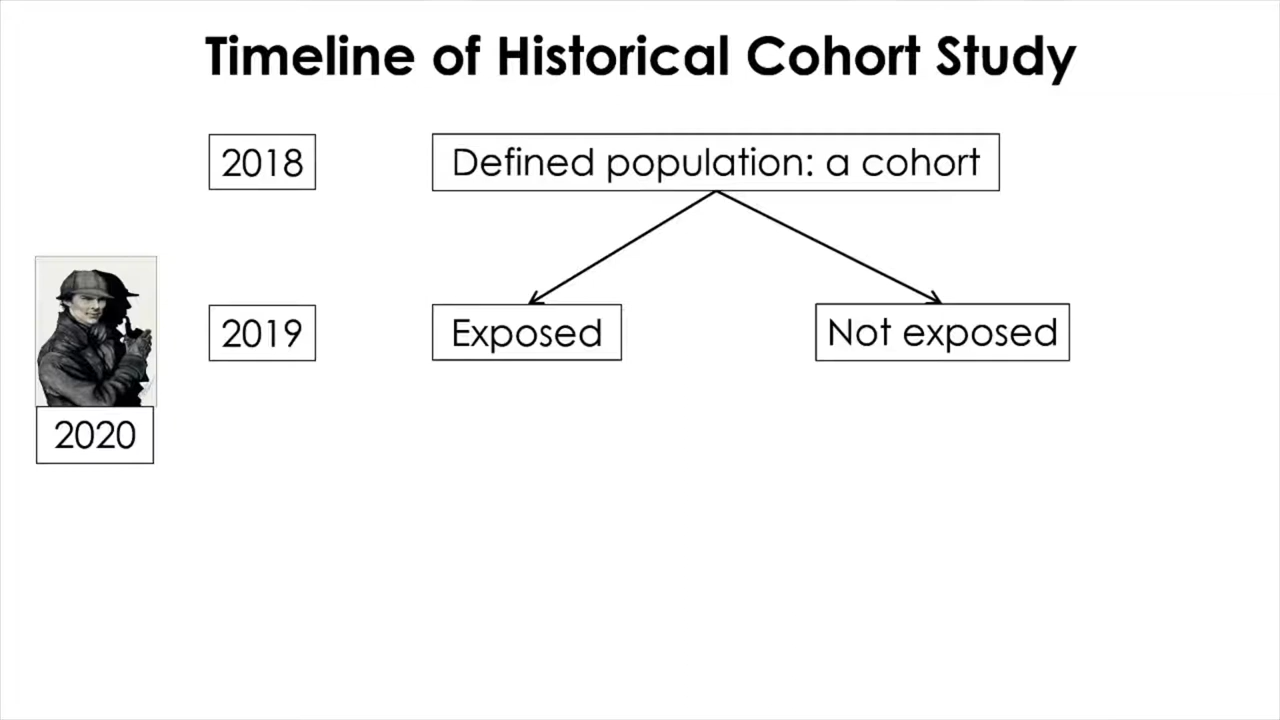 Timeline of Historical Cohort Study
2018
Defined population: a cohort
2019
Exposed
Not exposed
2020